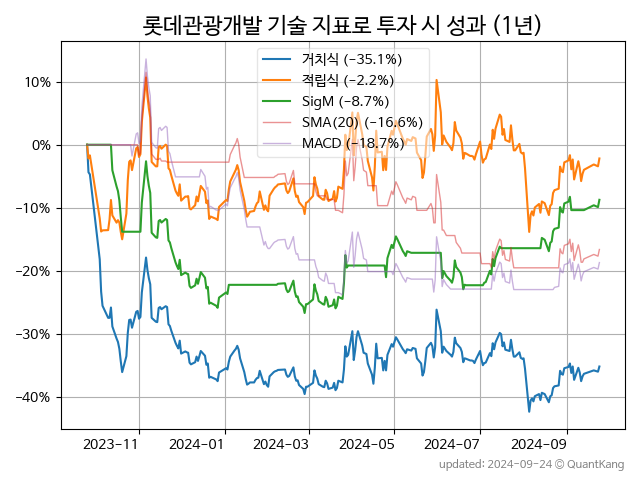 롯데관광개발 기술 지표로 투자 시 성과 (1년)
거치식 (−35.1%)
적립식 (−2.2%)
SigM (−8.7%)
SMA(20) (−16.6%)
MACD (−18.7%)
10%
0%
−10%
−20%
−30%
−40%
2023−11 2024−01 2024−03 2024−05 2024−07 2024−09
updated: 2024−09−24 © QuantKang